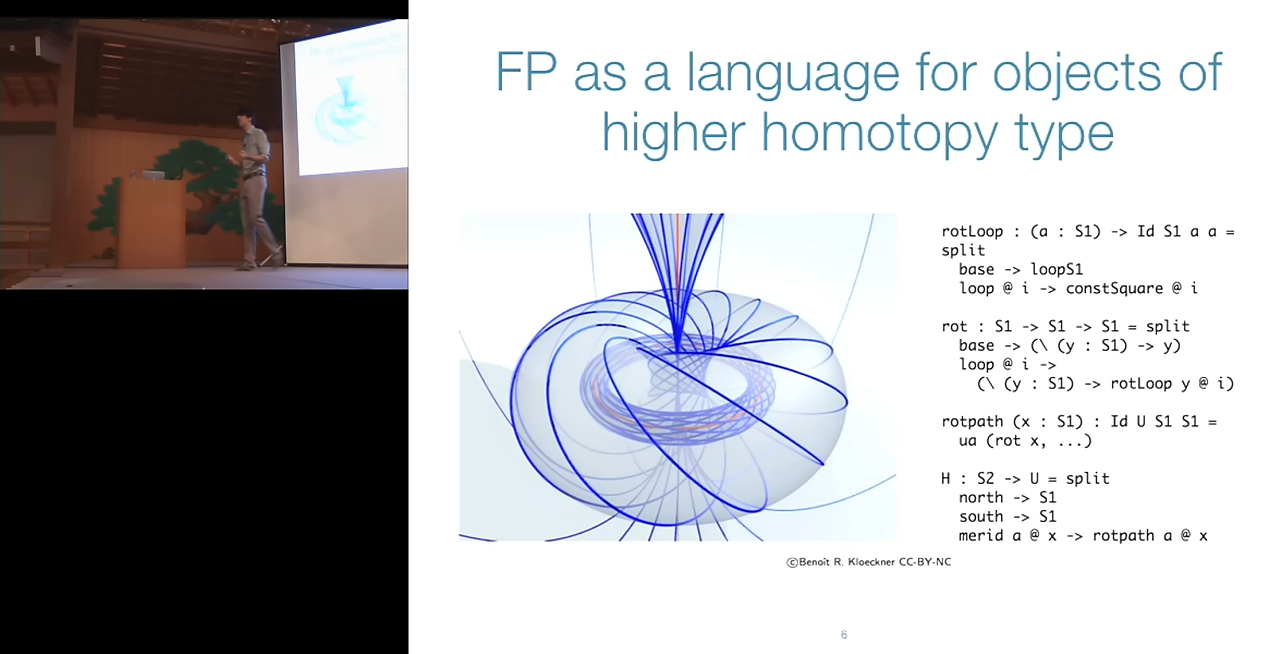 FP as a language for objects of
higher homotopy type
rotLoop : (a : S1) -> Id S1 a a =
split
  base -> loopS1
  loop @ i -> constSquare @ i
rot : S1 -> S1 -> S1 = split
  base -> (\ (y : S1) -> y)
  loop @ i ->
    (\ (y : S1) -> rotLoop y @ i)
rotpath (x : S1) : Id U S1 S1 =
  ua (rot x, ...)
H : S2 -> U = split
  north -> S1
  south -> S1
  merid a @ x -> rotpath a @ x
©Benoît R. Kloeckner CC-BY-NC
6